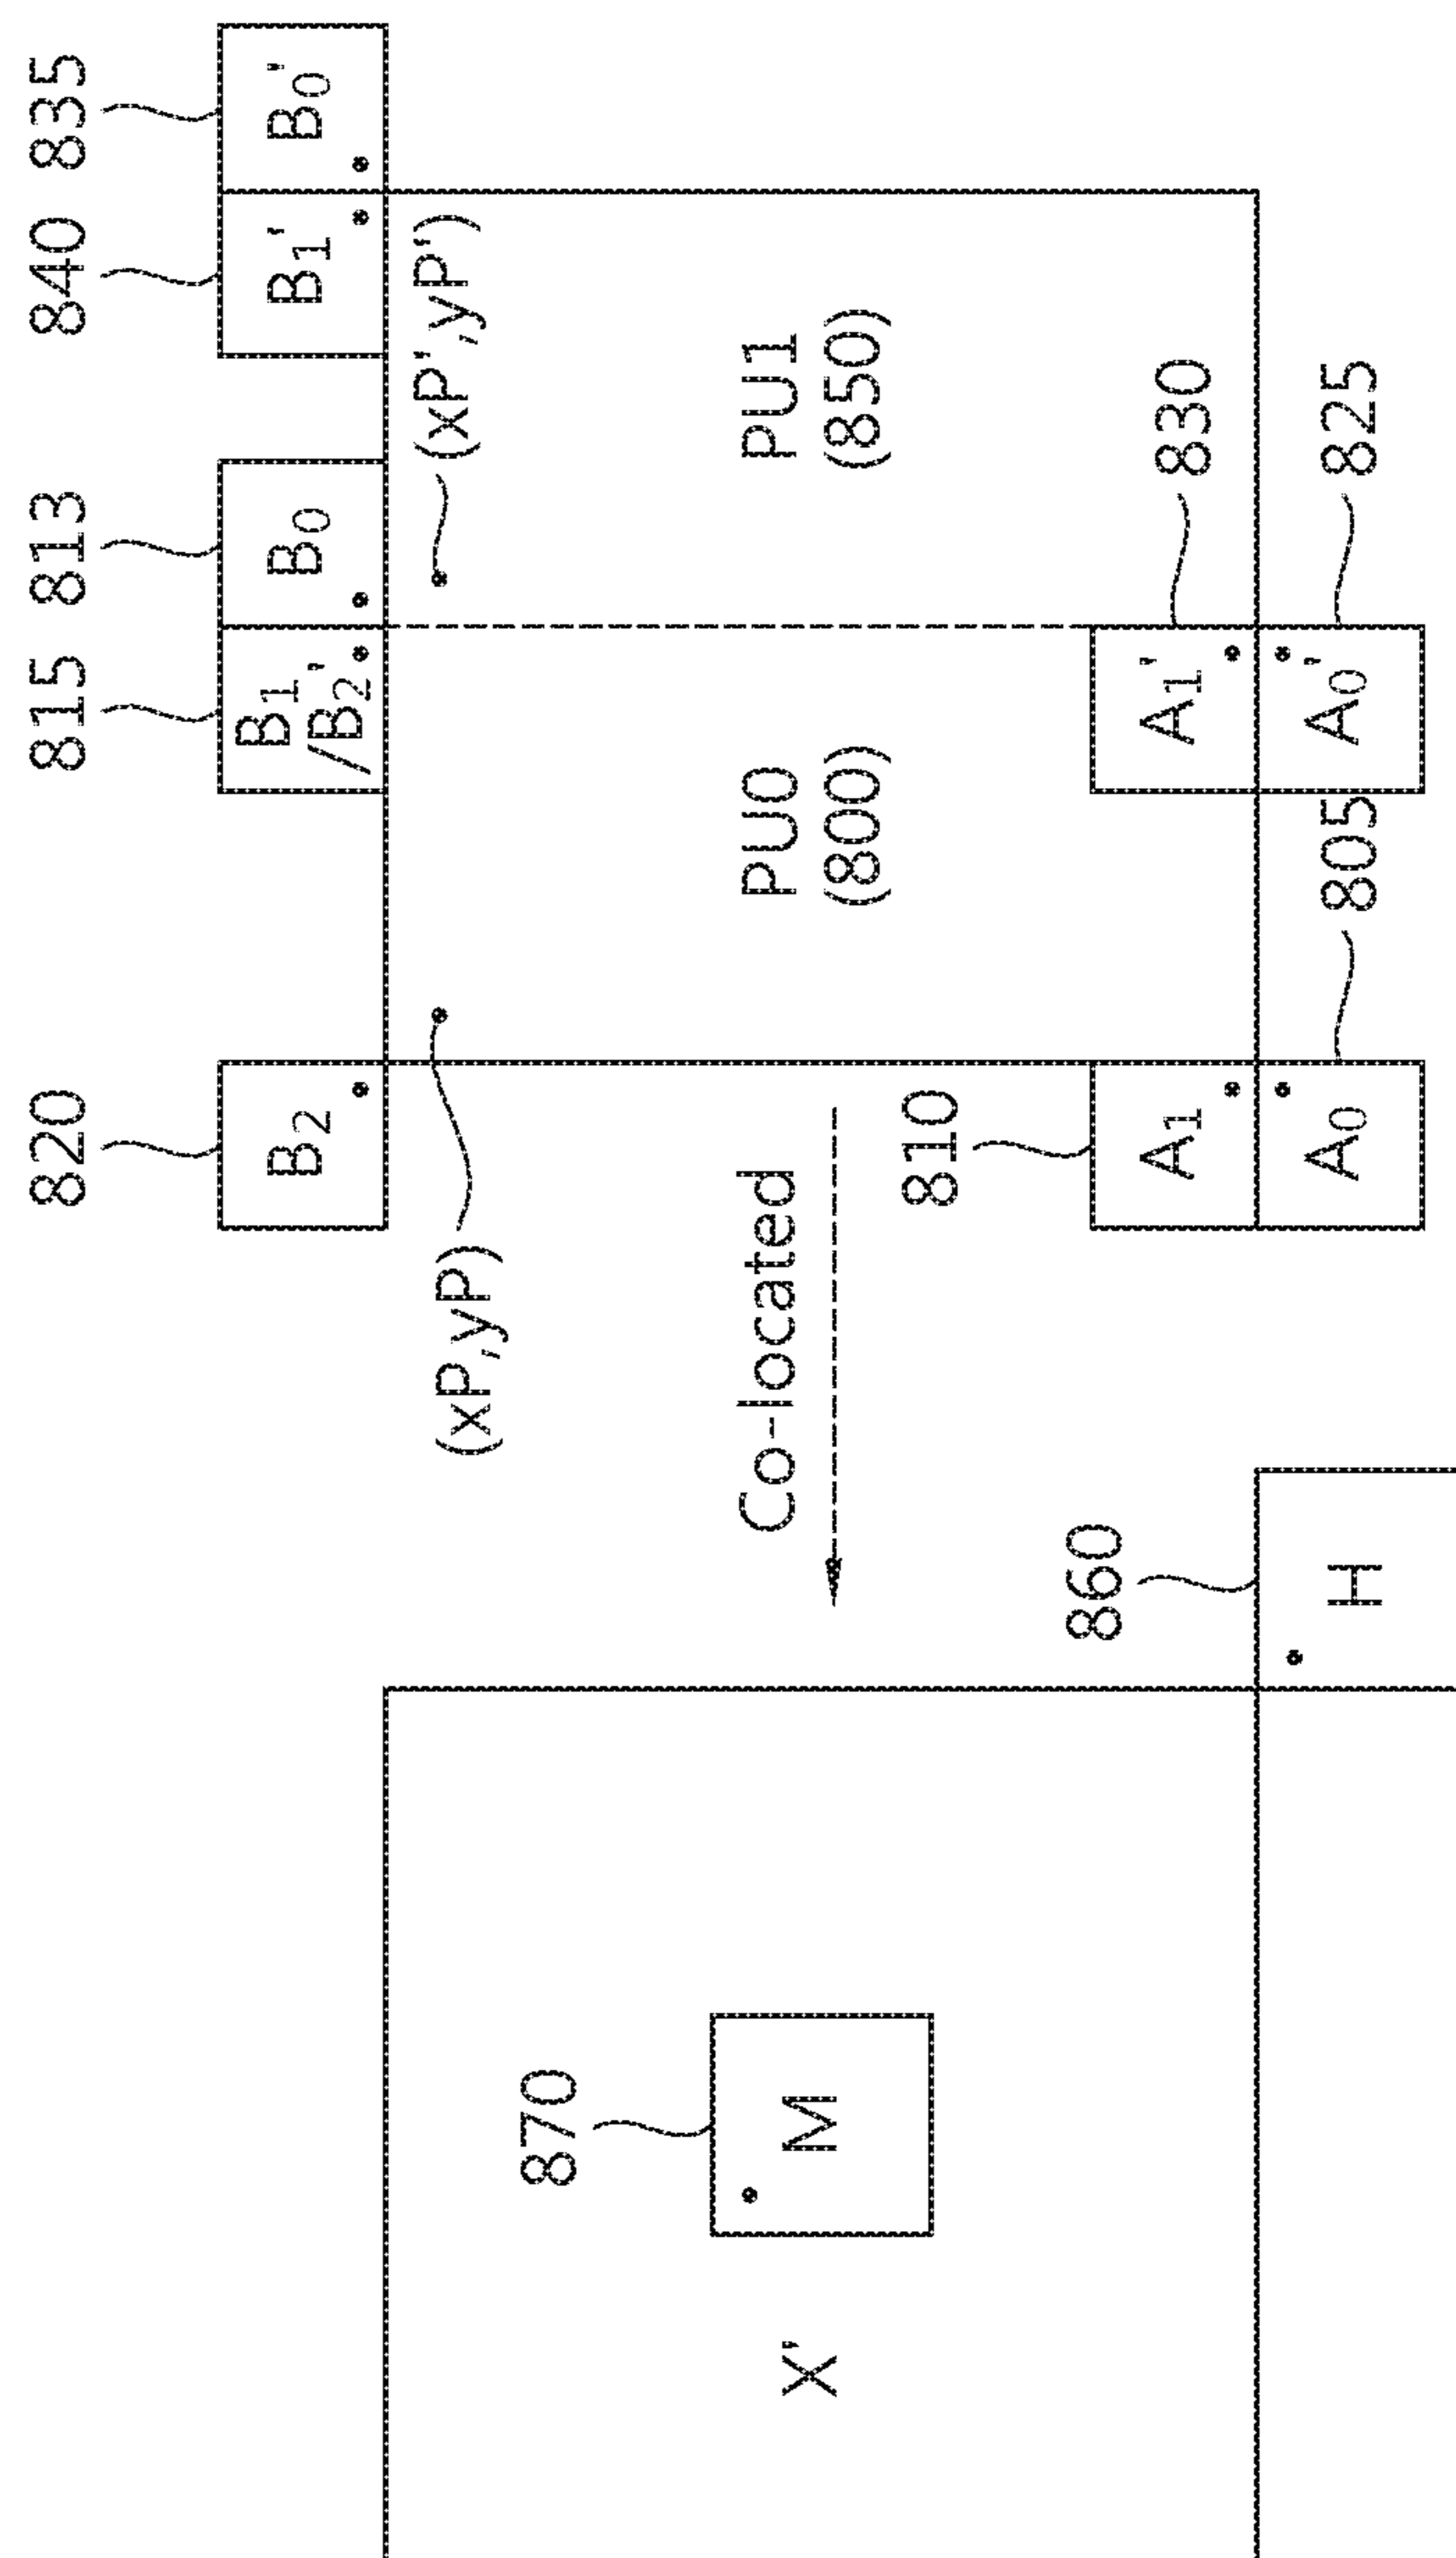 820
815
813
840
835
B2
B1
/B2'
B0
B1'
B0'
(xP,yP)
(xP',yP')
870
X'
M
Co-located
PU0
(800)
PU1
(850)
810
860
A1
A1'
830
H
A0
805
A0'
825